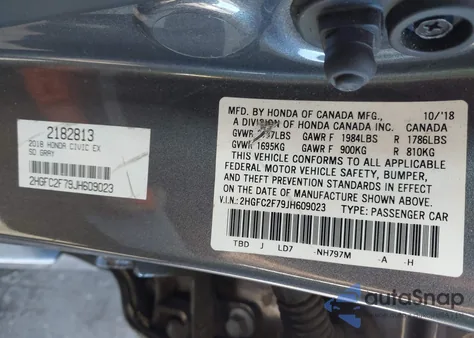 2182813
2018 HONDA CIVIC EX
SD GRAY
2HGFC2F79JH609023
MFD. BY HONDA OF CANADA MFG., 10/'18
A DIVISION OF HONDA CANADA INC. CANADA
GVWR LBS GAWR F 1984LBS R 1786LBS
GVWR 1695KG GAWR F 900KG R 810KG
THIS VEHICLE CONFORMS TO ALL APPLICABLE
FEDERAL MOTOR VEHICLE SAFETY, BUMPER,
AND THEFT PREVENTION STANDARDS IN EFFECT
ON THE DATE OF MANUFACTURE SHOWN ABOVE.
V.I.N.: 2HGFC2F79JH609023 TYPE: PASSENGER CAR
TBD J LD7 -NH797M -A -H
autoSnap